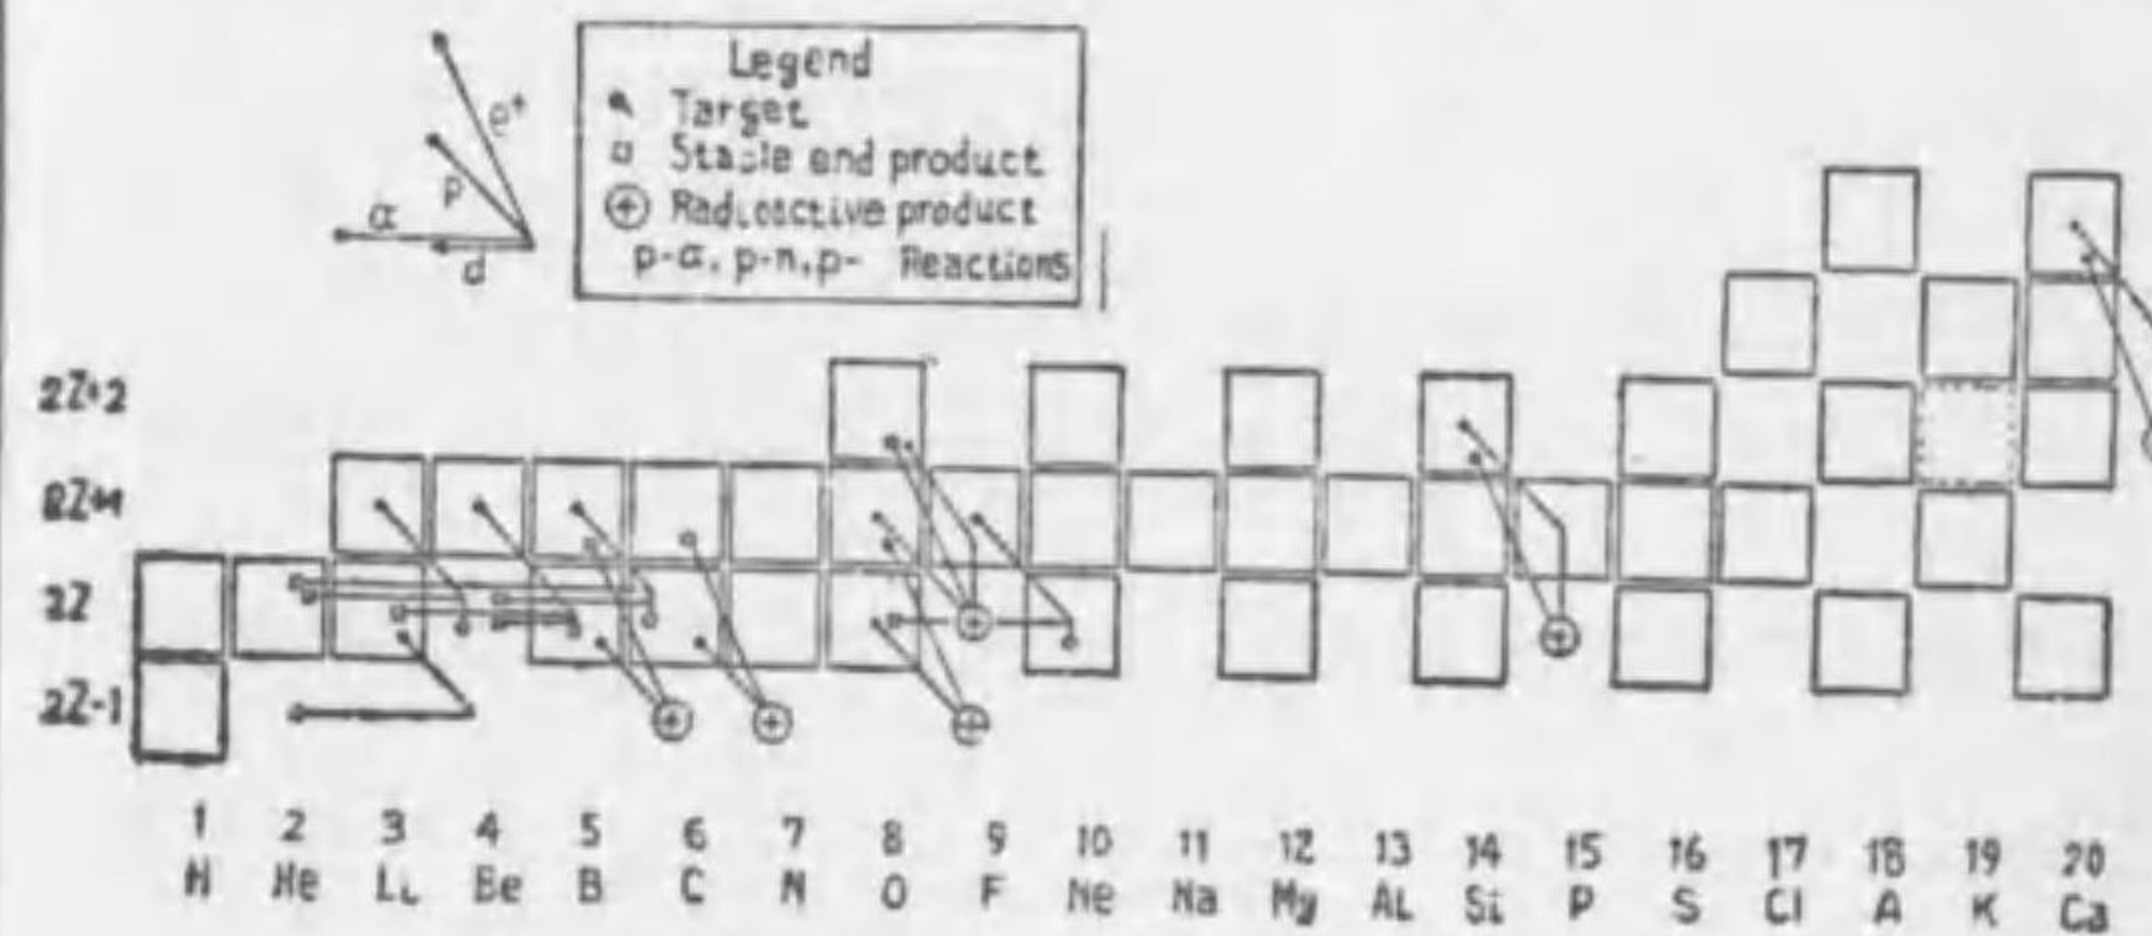 Legend
Target
Stable end product
Radioactive product
p-α, p-n, p- Reactions
e+
p
α
d
2Z+2
2Z+1
2Z
2Z-1
1 2 3 4 5 6 7 8 9 10 11 12 13 14 15 16 17 18 19 20
H He Li Be B C N O F Ne Na Mg AL Si P S Cl A K Ca